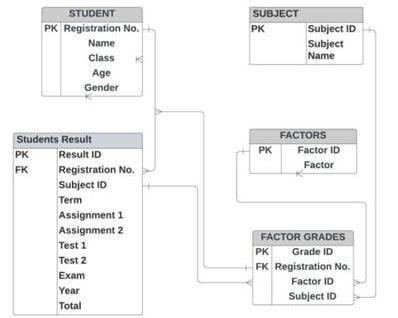 STUDENT
PK Registration No.
Name
Class
Age
Gender
SUBJECT
PK Subject ID
Subject
Name
Students Result
PK Result ID
FK Registration No.
Subject ID
Term
Assignment 1
Assignment 2
Test 1
Test 2
Exam
Year
Total
FACTORS
PK Factor ID
Factor
FACTOR GRADES
PK Grade ID
FK Registration No.
Factor ID
Subject ID